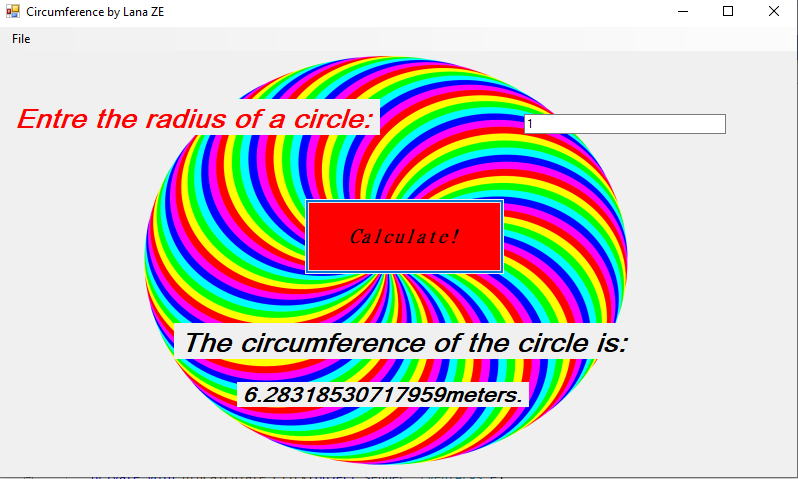 Circumference by Lana ZE
File
Entre the radius of a circle:
1
Calculate!
The circumference of the circle is:
6.28318530717959meters.